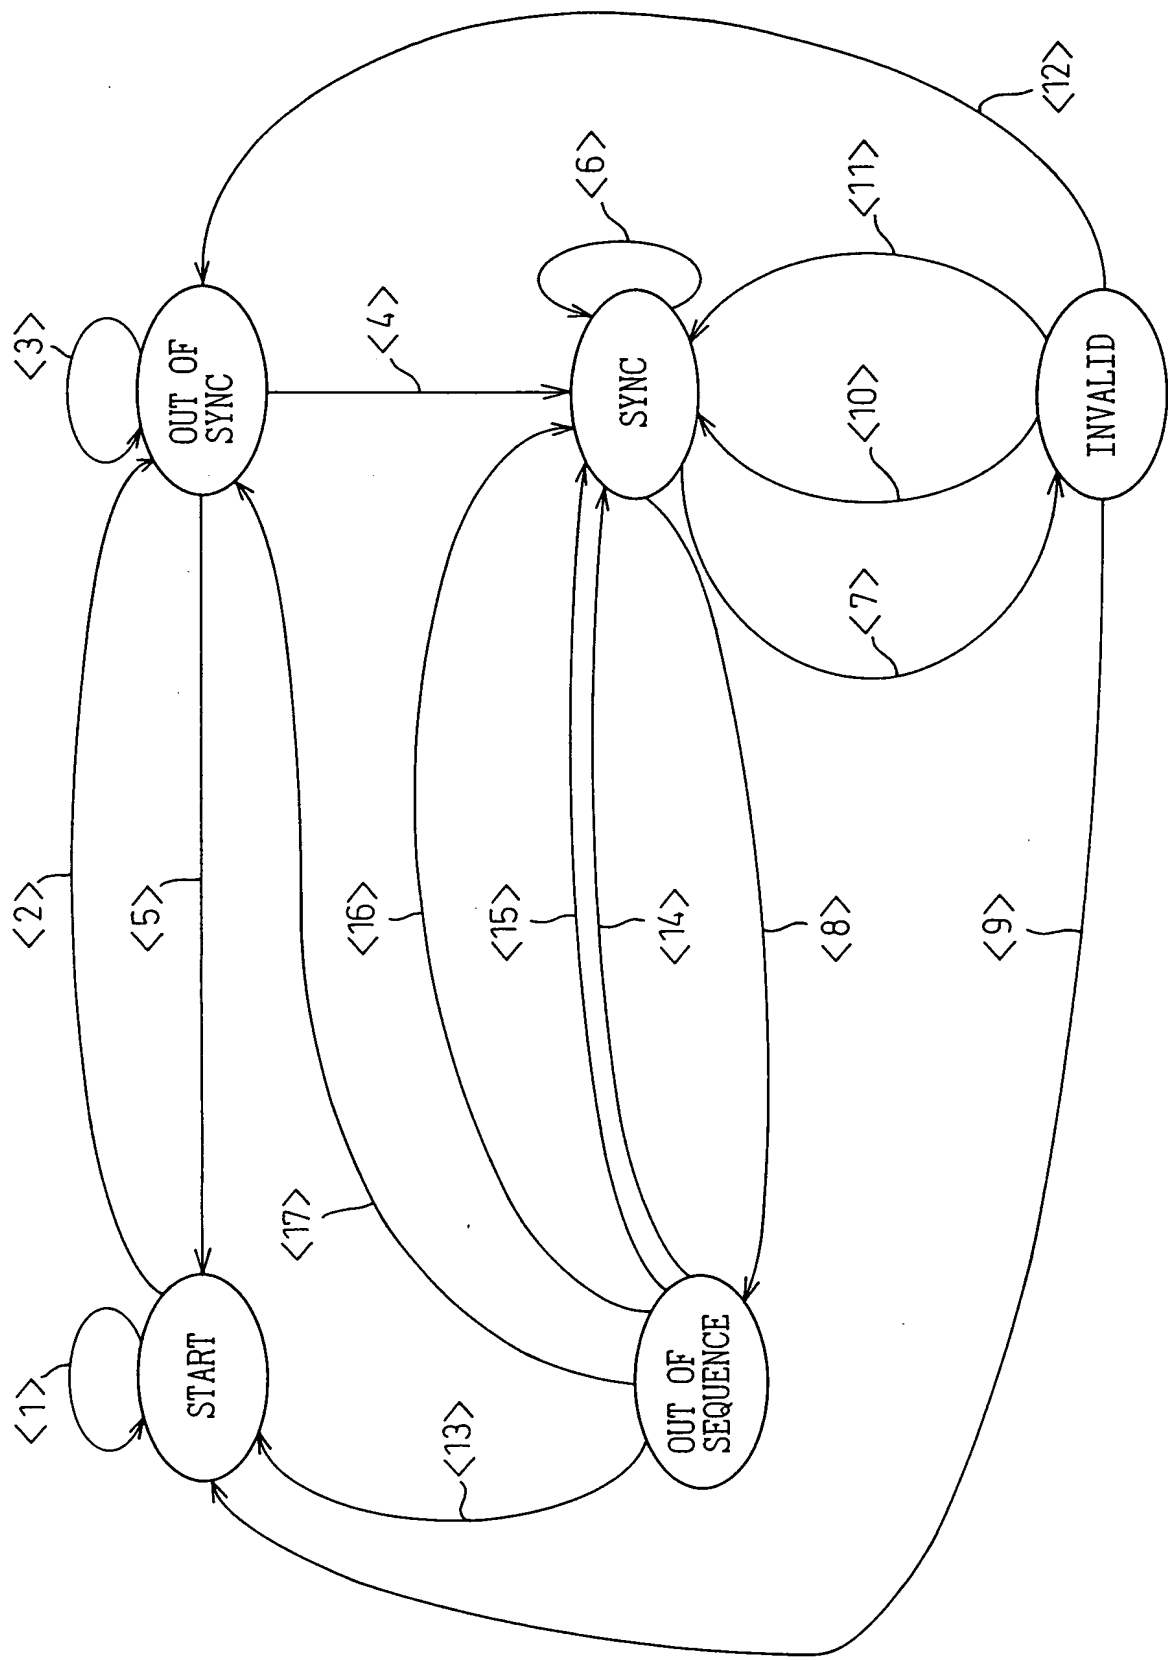 <1>
<2>
<3>
<5>
START
OUT OF
SYNC
<17>
<16>
<4>
<13>
<15>
<6>
SYNC
<14>
OUT OF
SEQUENCE
<8>
<7>
<10>
<11>
<9>
<12>
INVALID